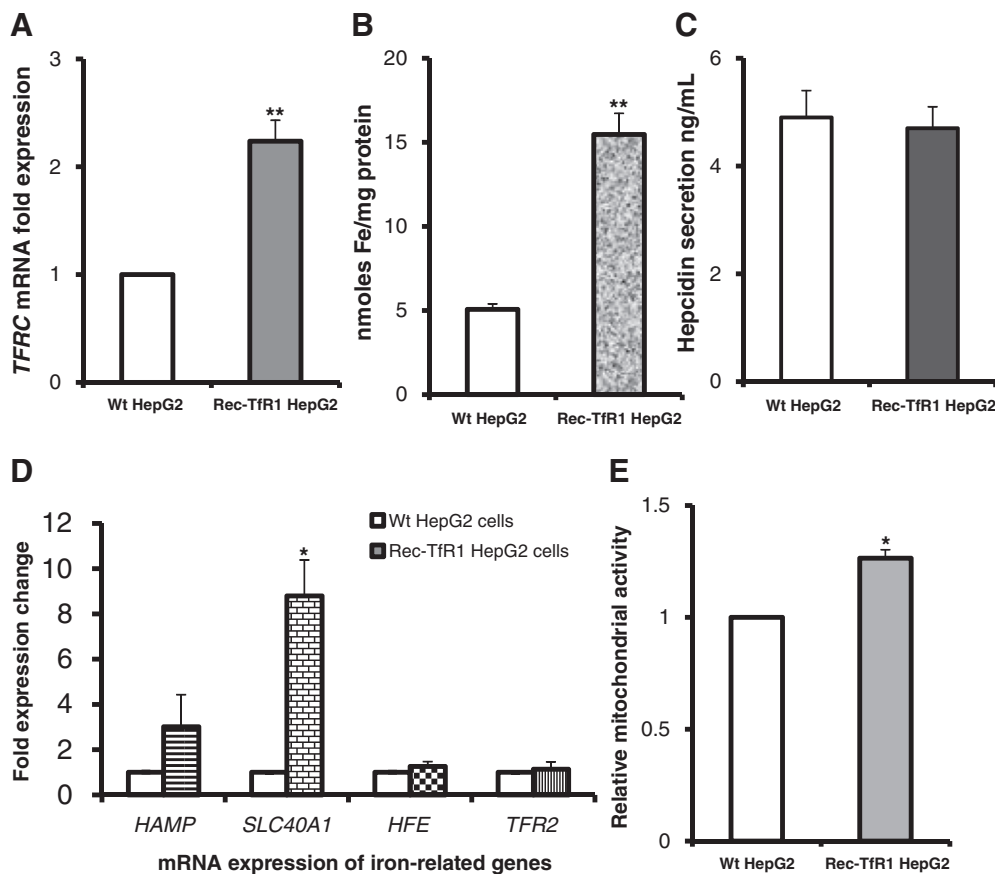 A
TFRC mRNA fold expression
3
2
1
0
**
Wt HepG2
Rec-TfR1 HepG2
B
nmoles Fe/mg protein
20
15
10
5
0
**
Wt HepG2
Rec-TfR1 HepG2
C
Hepcidin secretion ng/mL
6
4
2
0
Wt HepG2
Rec-TfR1 HepG2
D
Fold expression change
12
10
8
6
4
2
0
*
Wt HepG2 cells
Rec-TfR1 HepG2 cells
HAMP
SLC40A1
HFE
TFR2
mRNA expression of iron-related genes
E
Relative mitochondrial activity
1.5
1
0.5
0
*
Wt HepG2
Rec-TfR1 HepG2